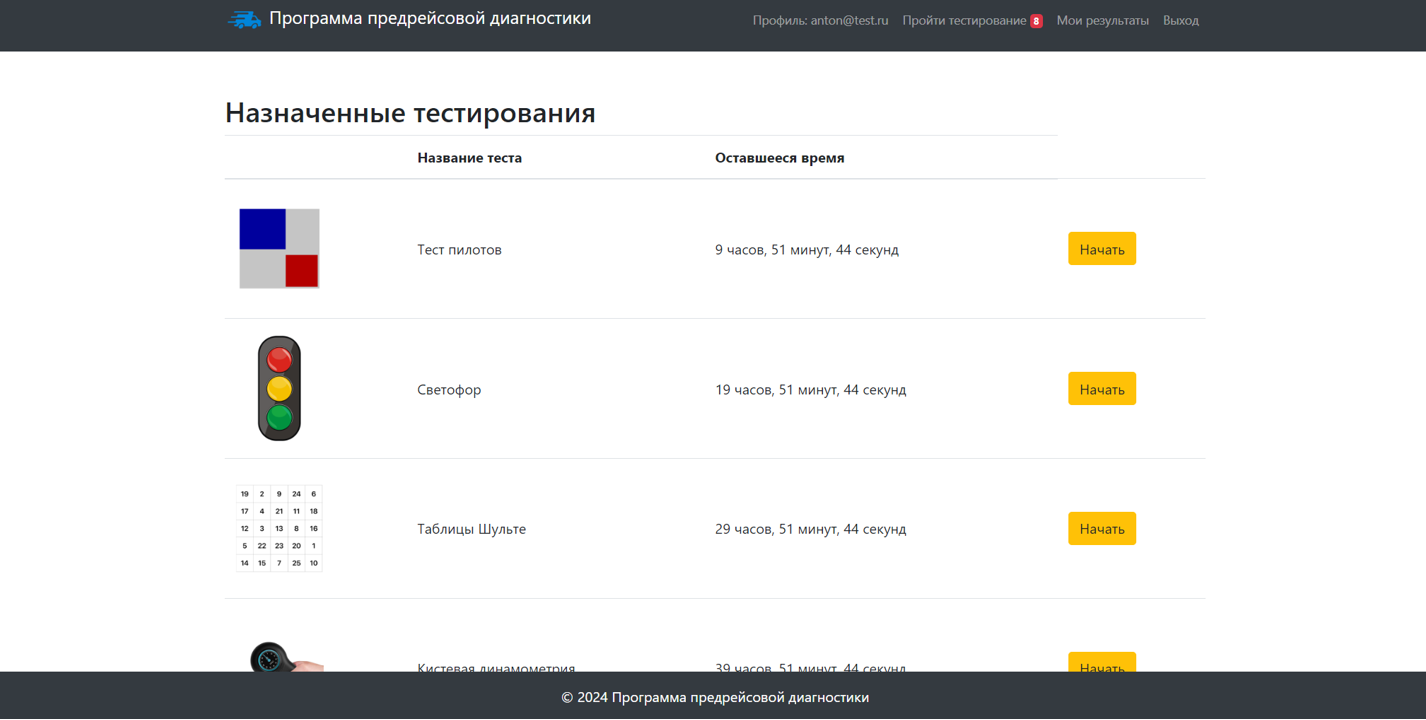 Программа предрейсовой диагностики
Профиль: anton@test.ru Пройти тестирование 8 Мои результаты Выход
Назначенные тестирования
Название теста Оставшееся время
Тест пилотов 9 часов, 51 минут, 44 секунд Начать
Светофор 19 часов, 51 минут, 44 секунд Начать
19 2 9 24 6
17 4 21 11 18
12 3 13 8 16
5 22 23 20 1
14 15 7 25 10
Таблицы Шульте 29 часов, 51 минут, 44 секунд Начать
Кистевая динамометрия 39 часов, 51 минут, 44 секунд Начать
© 2024 Программа предрейсовой диагностики